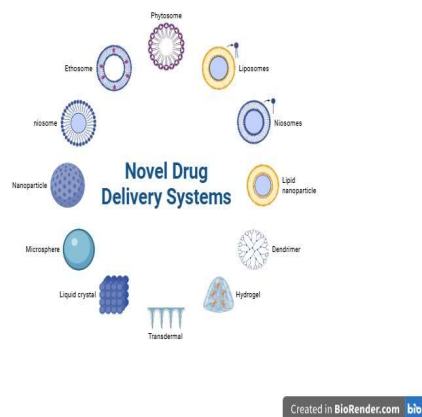 Phytosome
Ethosome
Liposomes
niosome
Niosomes
Novel Drug
Delivery Systems
Nanoparticle
Lipid
nanoparticle
Microsphere
Dendrimer
Liquid crystal
Hydrogel
Transdermal
Created in BioRender.com bio